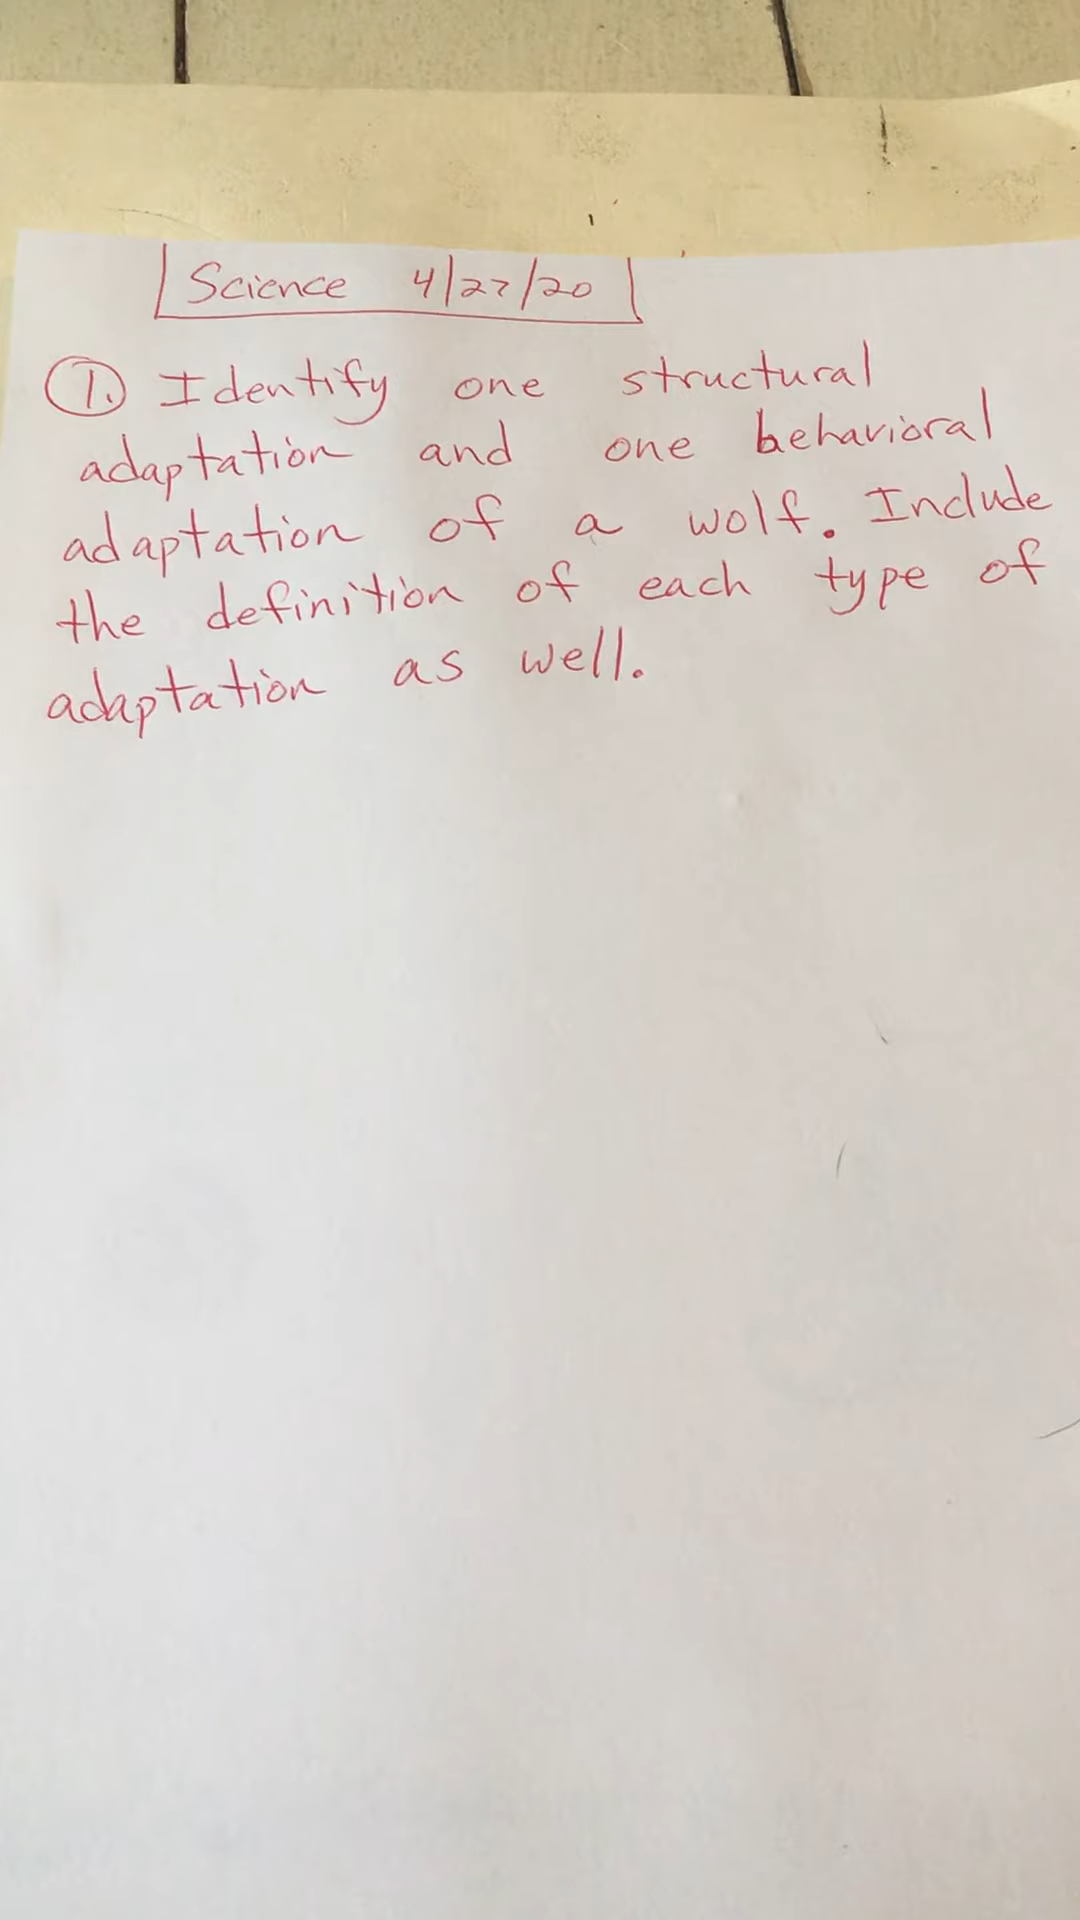 Science 4/27/20
1. Identify one structural
adaptation and one behavioral
adaptation of a wolf. Include
the definition of each type of
adaptation as well.